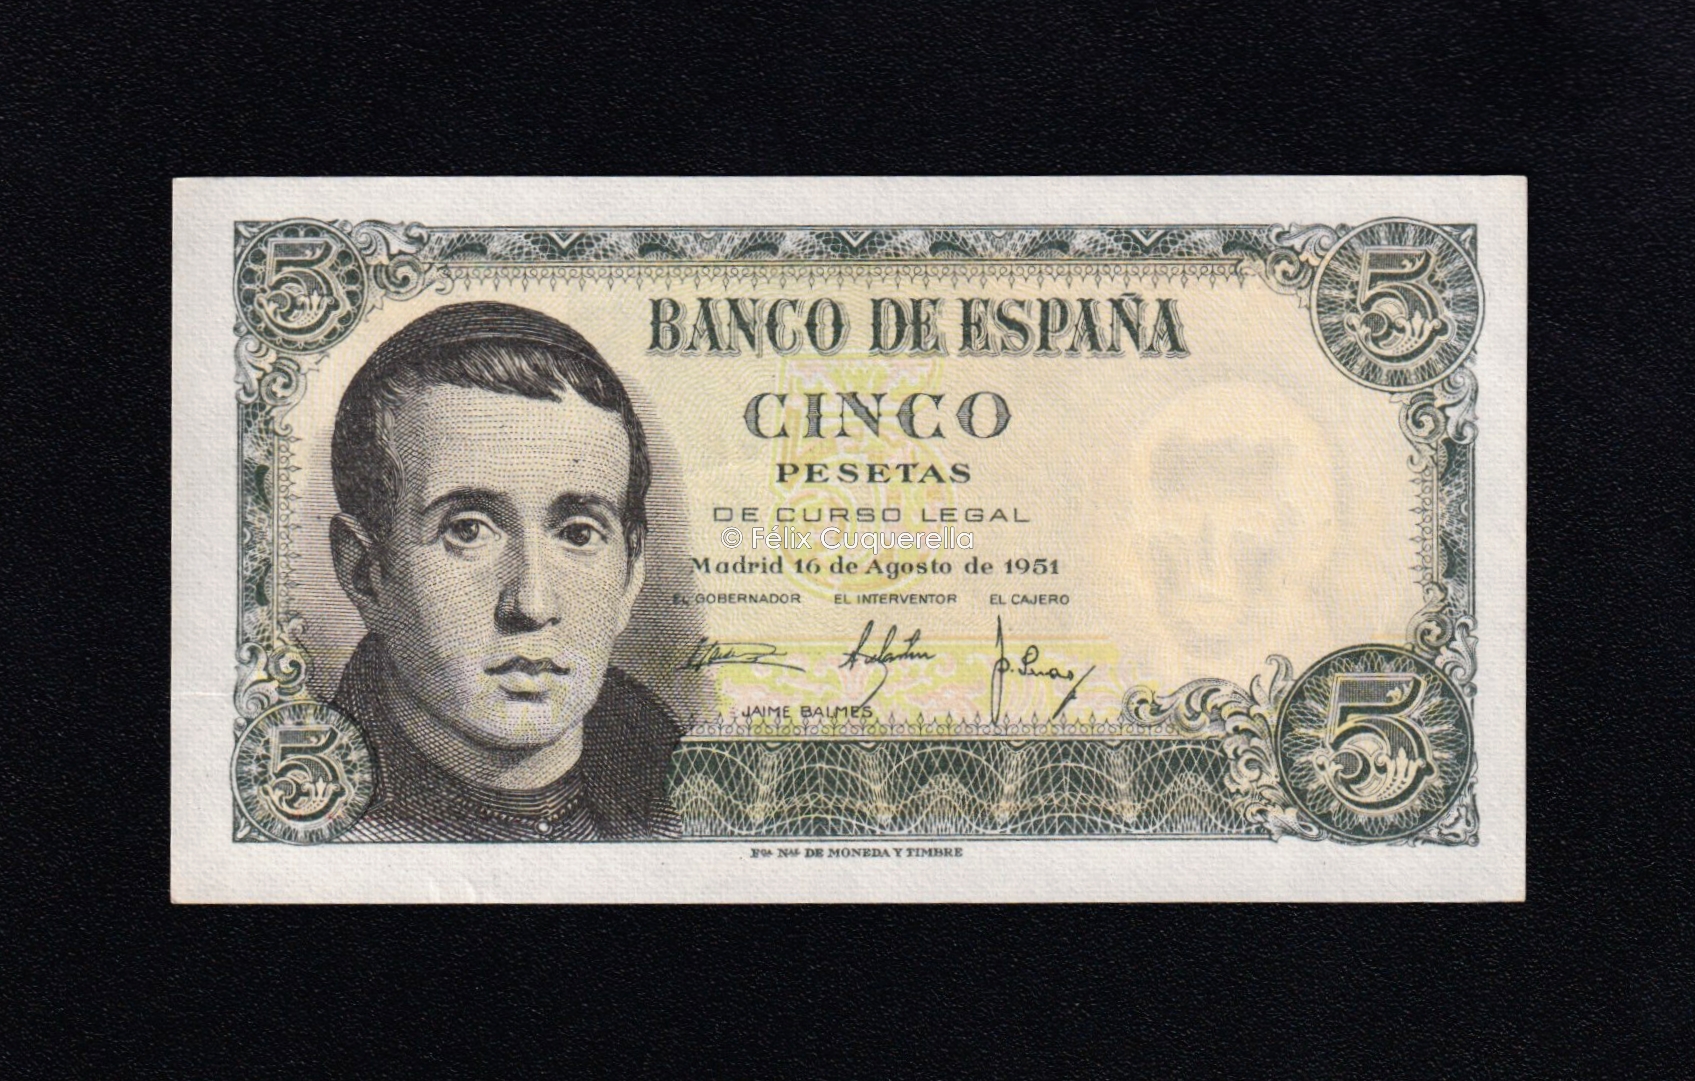 5 5
BANCO DE ESPAÑA
CINCO
PESETAS
DE CURSO LEGAL
© Félix Cuquerella
Madrid 16 de Agosto de 1951
EL GOBERNADOR EL INTERVENTOR EL CAJERO
JAIME BALMES
5 5
Fca. Nal. DE MONEDA Y TIMBRE